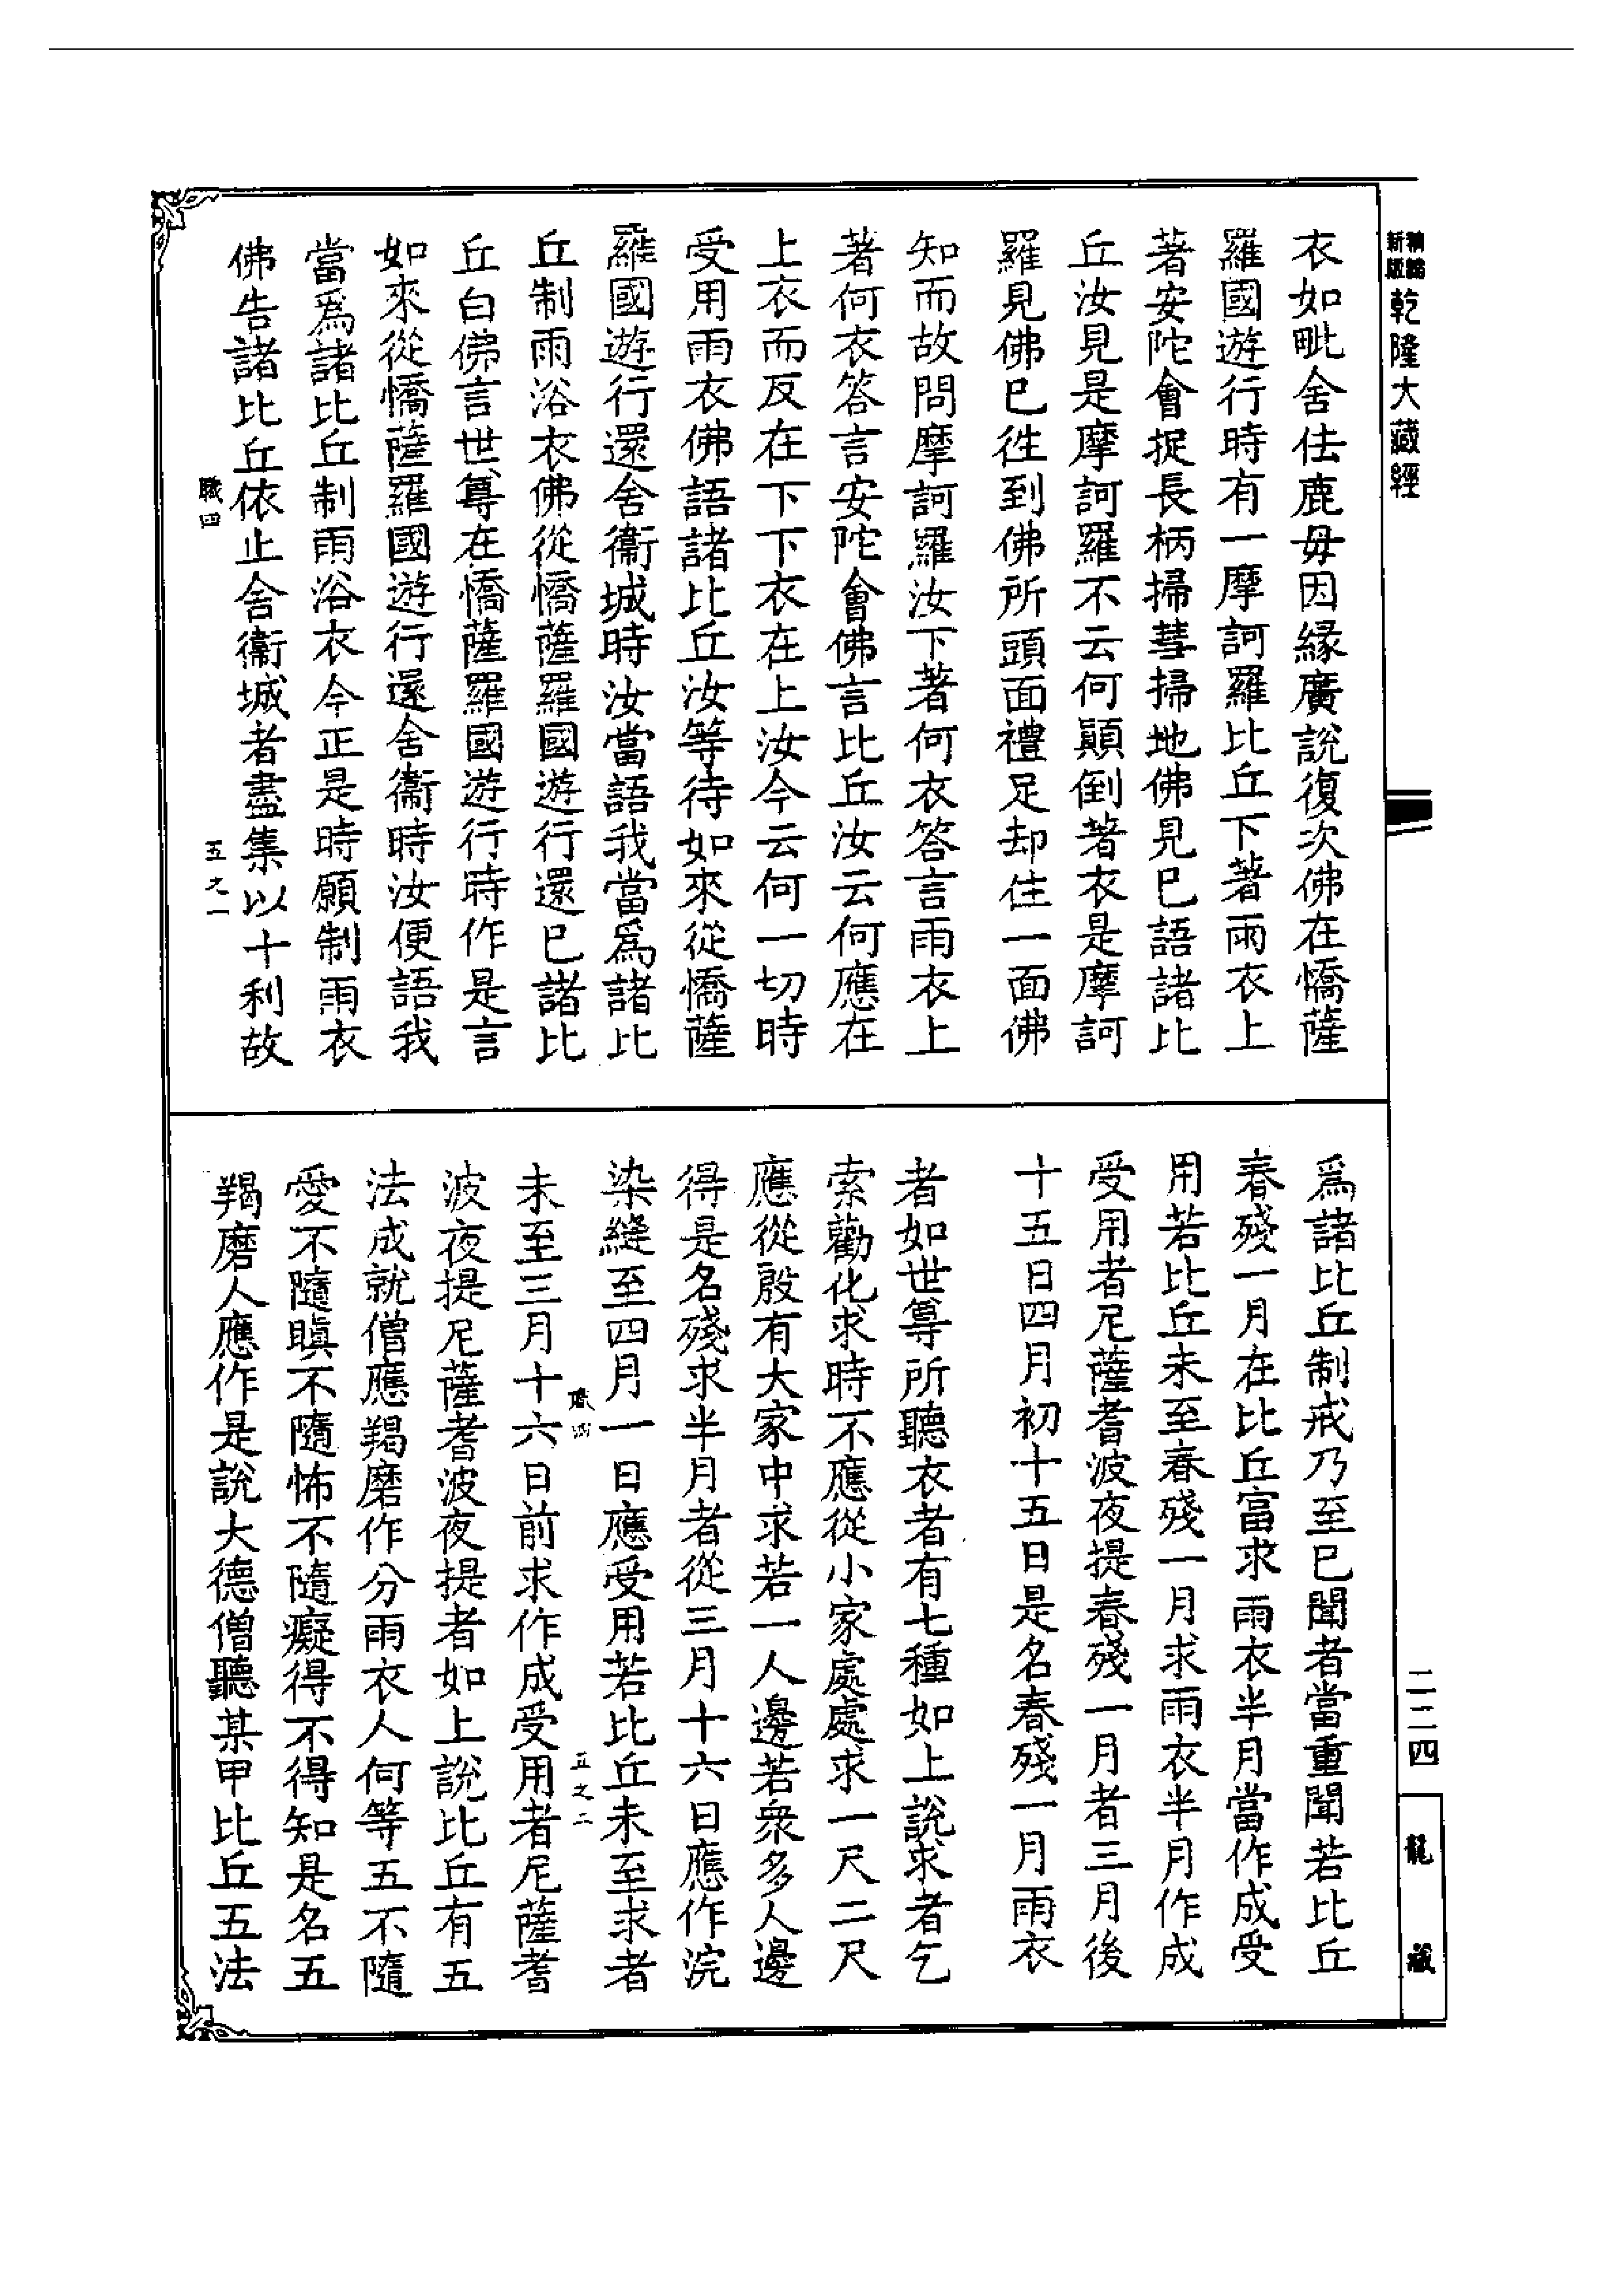 新版 精縮 乾隆大藏經
衣如毗舍佉鹿毋因緣廣說復次佛在憍薩
羅國遊行時有一摩訶羅比丘下著雨衣上
著安陀會捉長柄掃彗掃地佛見已語諸比
丘汝見是摩訶羅不云何顛倒著衣是摩訶
羅見佛已徃到佛所頭面禮足却住一面佛
知而故問摩訶羅汝下著何衣答言雨衣上
著何衣答言安陀會佛言比丘汝云何應在
上衣而反在下下衣在上汝今云何一切時
受用雨衣佛語諸比丘汝等待如來從憍薩
羅國遊行還舍衞城時汝當語我當爲諸比
丘制雨浴衣佛從憍薩羅國遊行還已諸比
丘白佛言世尊在憍薩羅國遊行時作是言
如來從憍薩羅國遊行還舍衞時汝便語我
當爲諸比丘制雨浴衣今正是時願制雨衣
佛告諸比丘依止舍衞城者盡集以十利故
職四 五之一
爲諸比丘制戒乃至已聞者當重聞若比丘
春殘一月在比丘富求雨衣半月當作成受
用若比丘未至春殘一月求雨衣半月作成
受用者尼薩耆波夜提春殘一月者三月後
十五日四月初十五日是名春殘一月雨衣
者如世尊所聽衣者有七種如上說求者乞
索勸化求時不應從小家處處求一尺二尺
應從殷有大家中求若一人邊若衆多人邊
得是名殘求半月者從三月十六日應作浣
染縫至四月一日應受用若比丘未至求者
職四 五之二
未至三月十六日前求作成受用者尼薩耆
波夜提尼薩耆波夜提者如上說比丘有五
法成就僧應羯磨作分雨衣人何等五不隨
愛不隨瞋不隨怖不隨癡得不得知是名五
羯磨人應作是說大德僧聽某甲比丘五法
二二四
龍藏